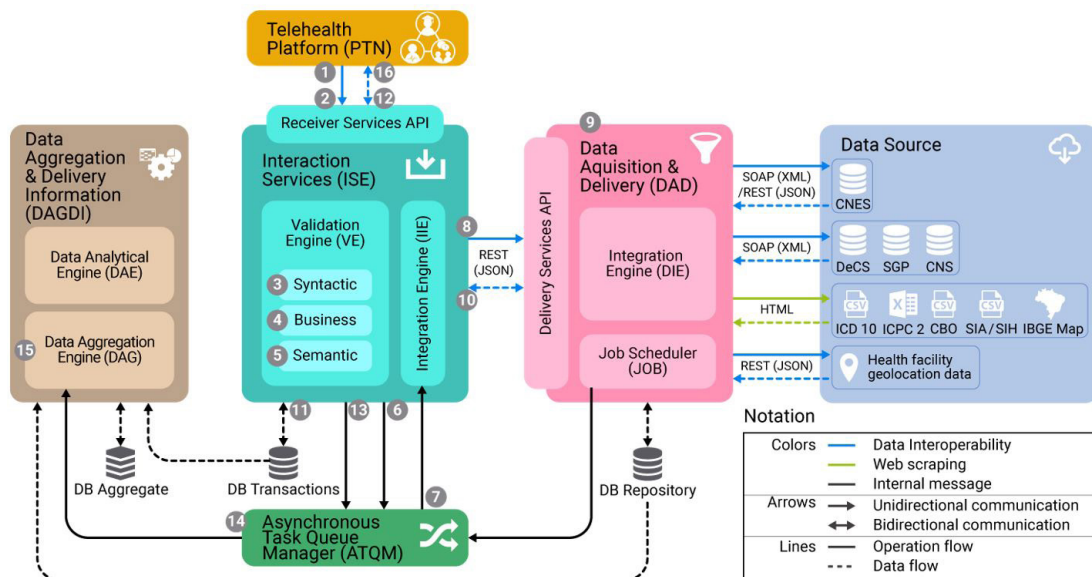 Telehealth
Platform (PTN)
1
16
2
12
Receiver Services API
Data
Aggregation
& Delivery
Information
(DAGDI)
Data Analytical
Engine (DAE)
15
Data Aggregation
Engine (DAG)
Interaction
Services (ISE)
Validation
Engine (VE)
3
Syntactic
4
Business
5
Semantic
Integration Engine (IIE)
8
REST
(JSON)
10
9
Delivery Services API
Data
Aquisition &
Delivery (DAD)
Integration
Engine (DIE)
Job Scheduler
(JOB)
SOAP (XML)
/REST (JSON)
SOAP (XML)
HTML
REST (JSON)
Data Source
CNES
DeCS
SGP
CNS
CSV
X
CSV
CSV
ICD 10
ICPC 2
CBO
SIA/SIH
IBGE Map
Health facility
geolocation data
11
13
6
7
14
DB Aggregate
DB Transactions
DB Repository
Asynchronous
Task Queue
Manager (ATQM)
Notation
Colors
Data Interoperability
Web scraping
Internal message
Arrows
Unidirectional communication
Bidirectional communication
Lines
Operation flow
Data flow